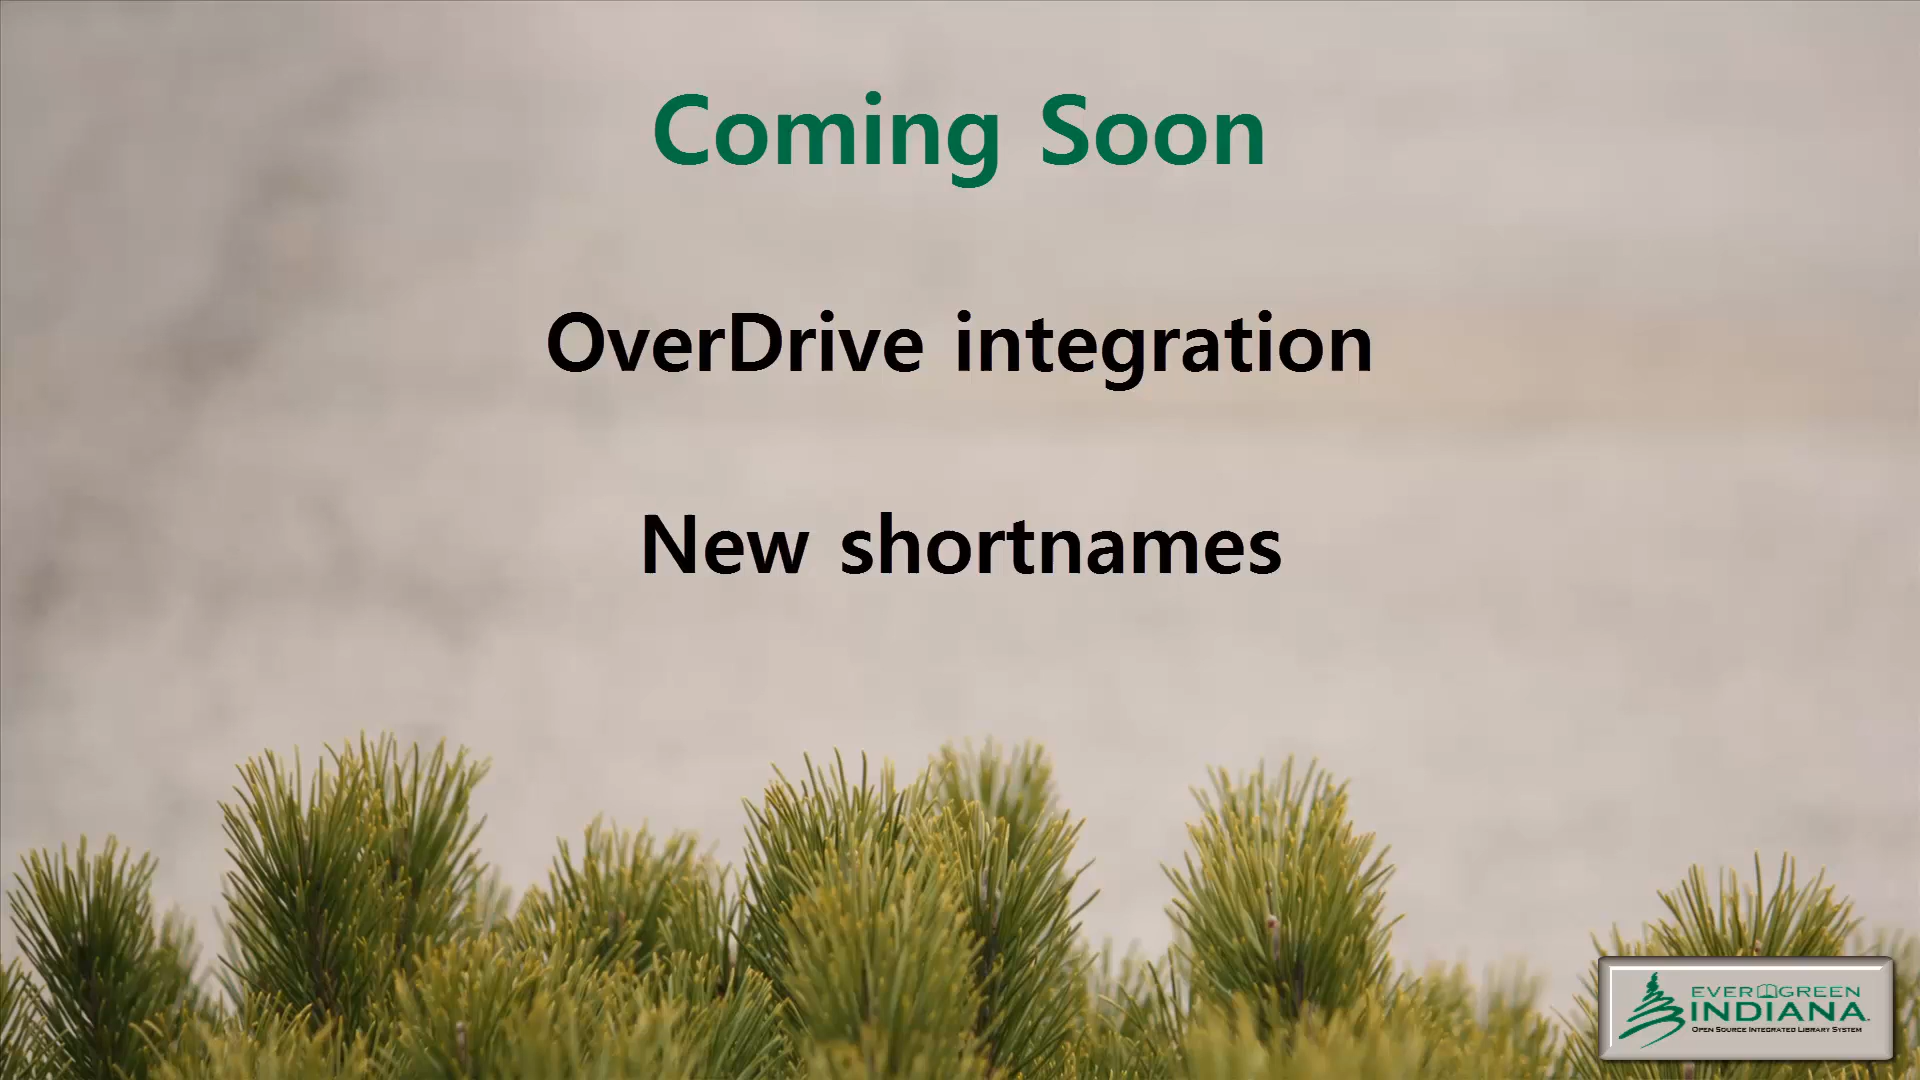 Coming Soon
OverDrive integration
New shortnames
EVERGREEN
INDIANA
OPEN SOURCE INTEGRATED LIBRARY SYSTEM